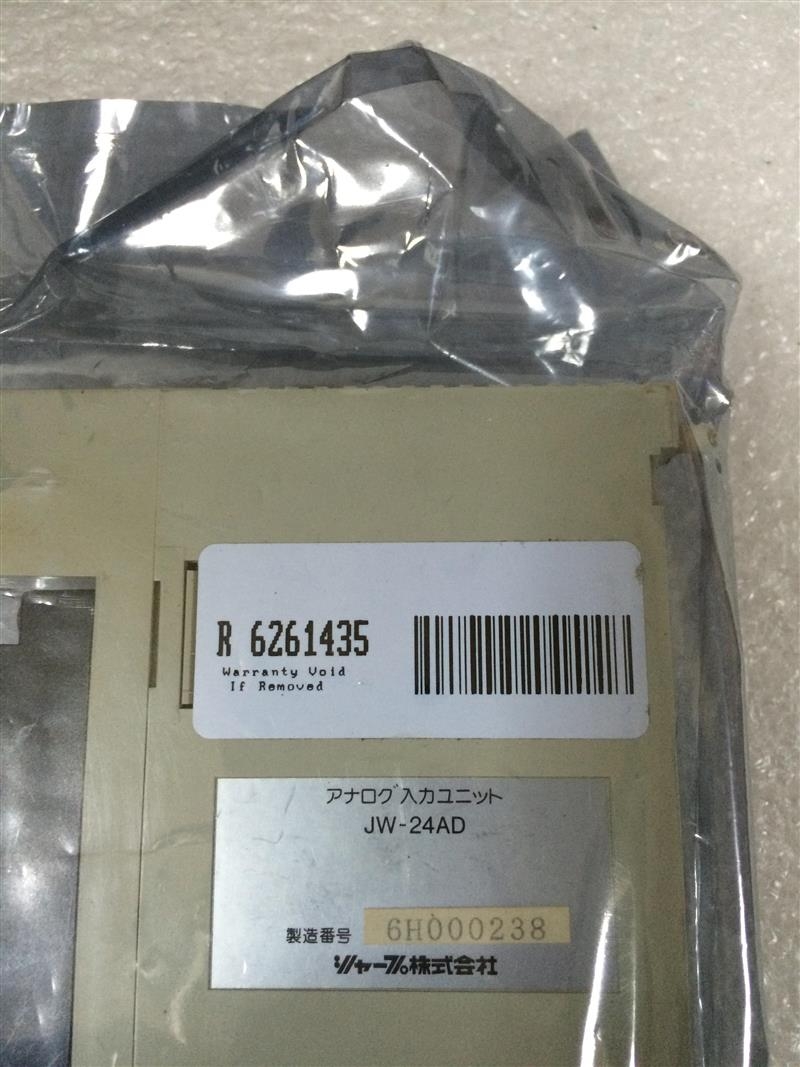 R 6261435
Warranty Void
If Removed
アナログ入力ユニット
JW-24AD
製造番号 6H000238
シャープ株式会社